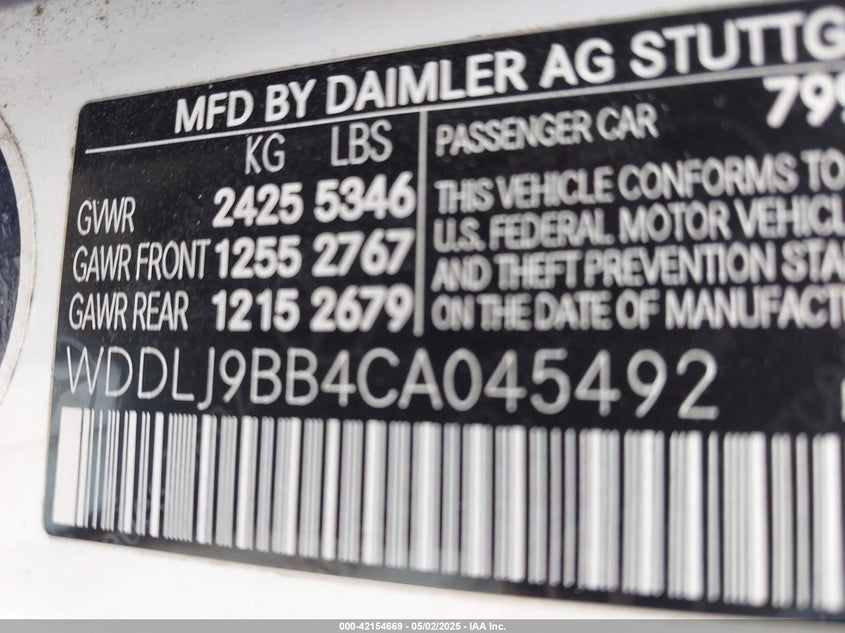 MFD BY DAIMLER AG STUTTG
KG LBS
GVWR 2425 5346
GAWR FRONT 1255 2767
GAWR REAR 1215 2679
PASSENGER CAR 799
THIS VEHICLE CONFORMS TO
U.S. FEDERAL MOTOR VEHICL
AND THEFT PREVENTION STA
ON THE DATE OF MANUFACT
WDDLJ9BB4CA045492
000-42154669 - 05/02/2025 - IAA Inc.